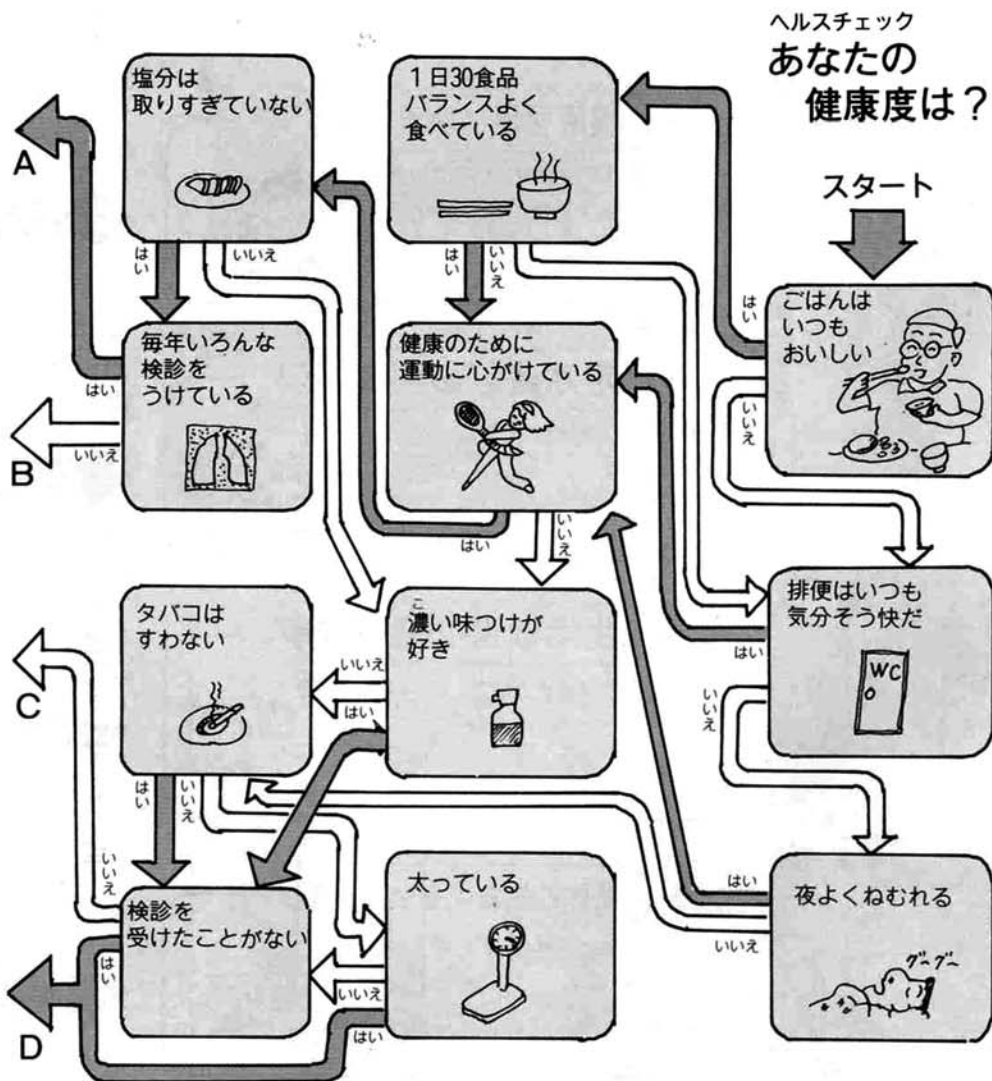 ヘルスチェック
あなたの
健康度は？
スタート
ごはんは
いつも
おいしい
はい
いいえ
1日30食品
バランスよく
食べている
はい
いいえ
塩分は
取りすぎていない
はい
いいえ
毎年いろんな
検診を
うけている
はい
いいえ
A
B
健康のために
運動に心がけている
はい
いいえ
排便はいつも
気分そう快だ
WC
はい
いいえ
濃い味つけが
こ
好き
いいえ
はい
タバコは
すわない
はい
いいえ
C
夜よくねむれる
グーグー
はい
いいえ
太っている
いいえ
はい
検診を
受けたことがない
いいえ
はい
D